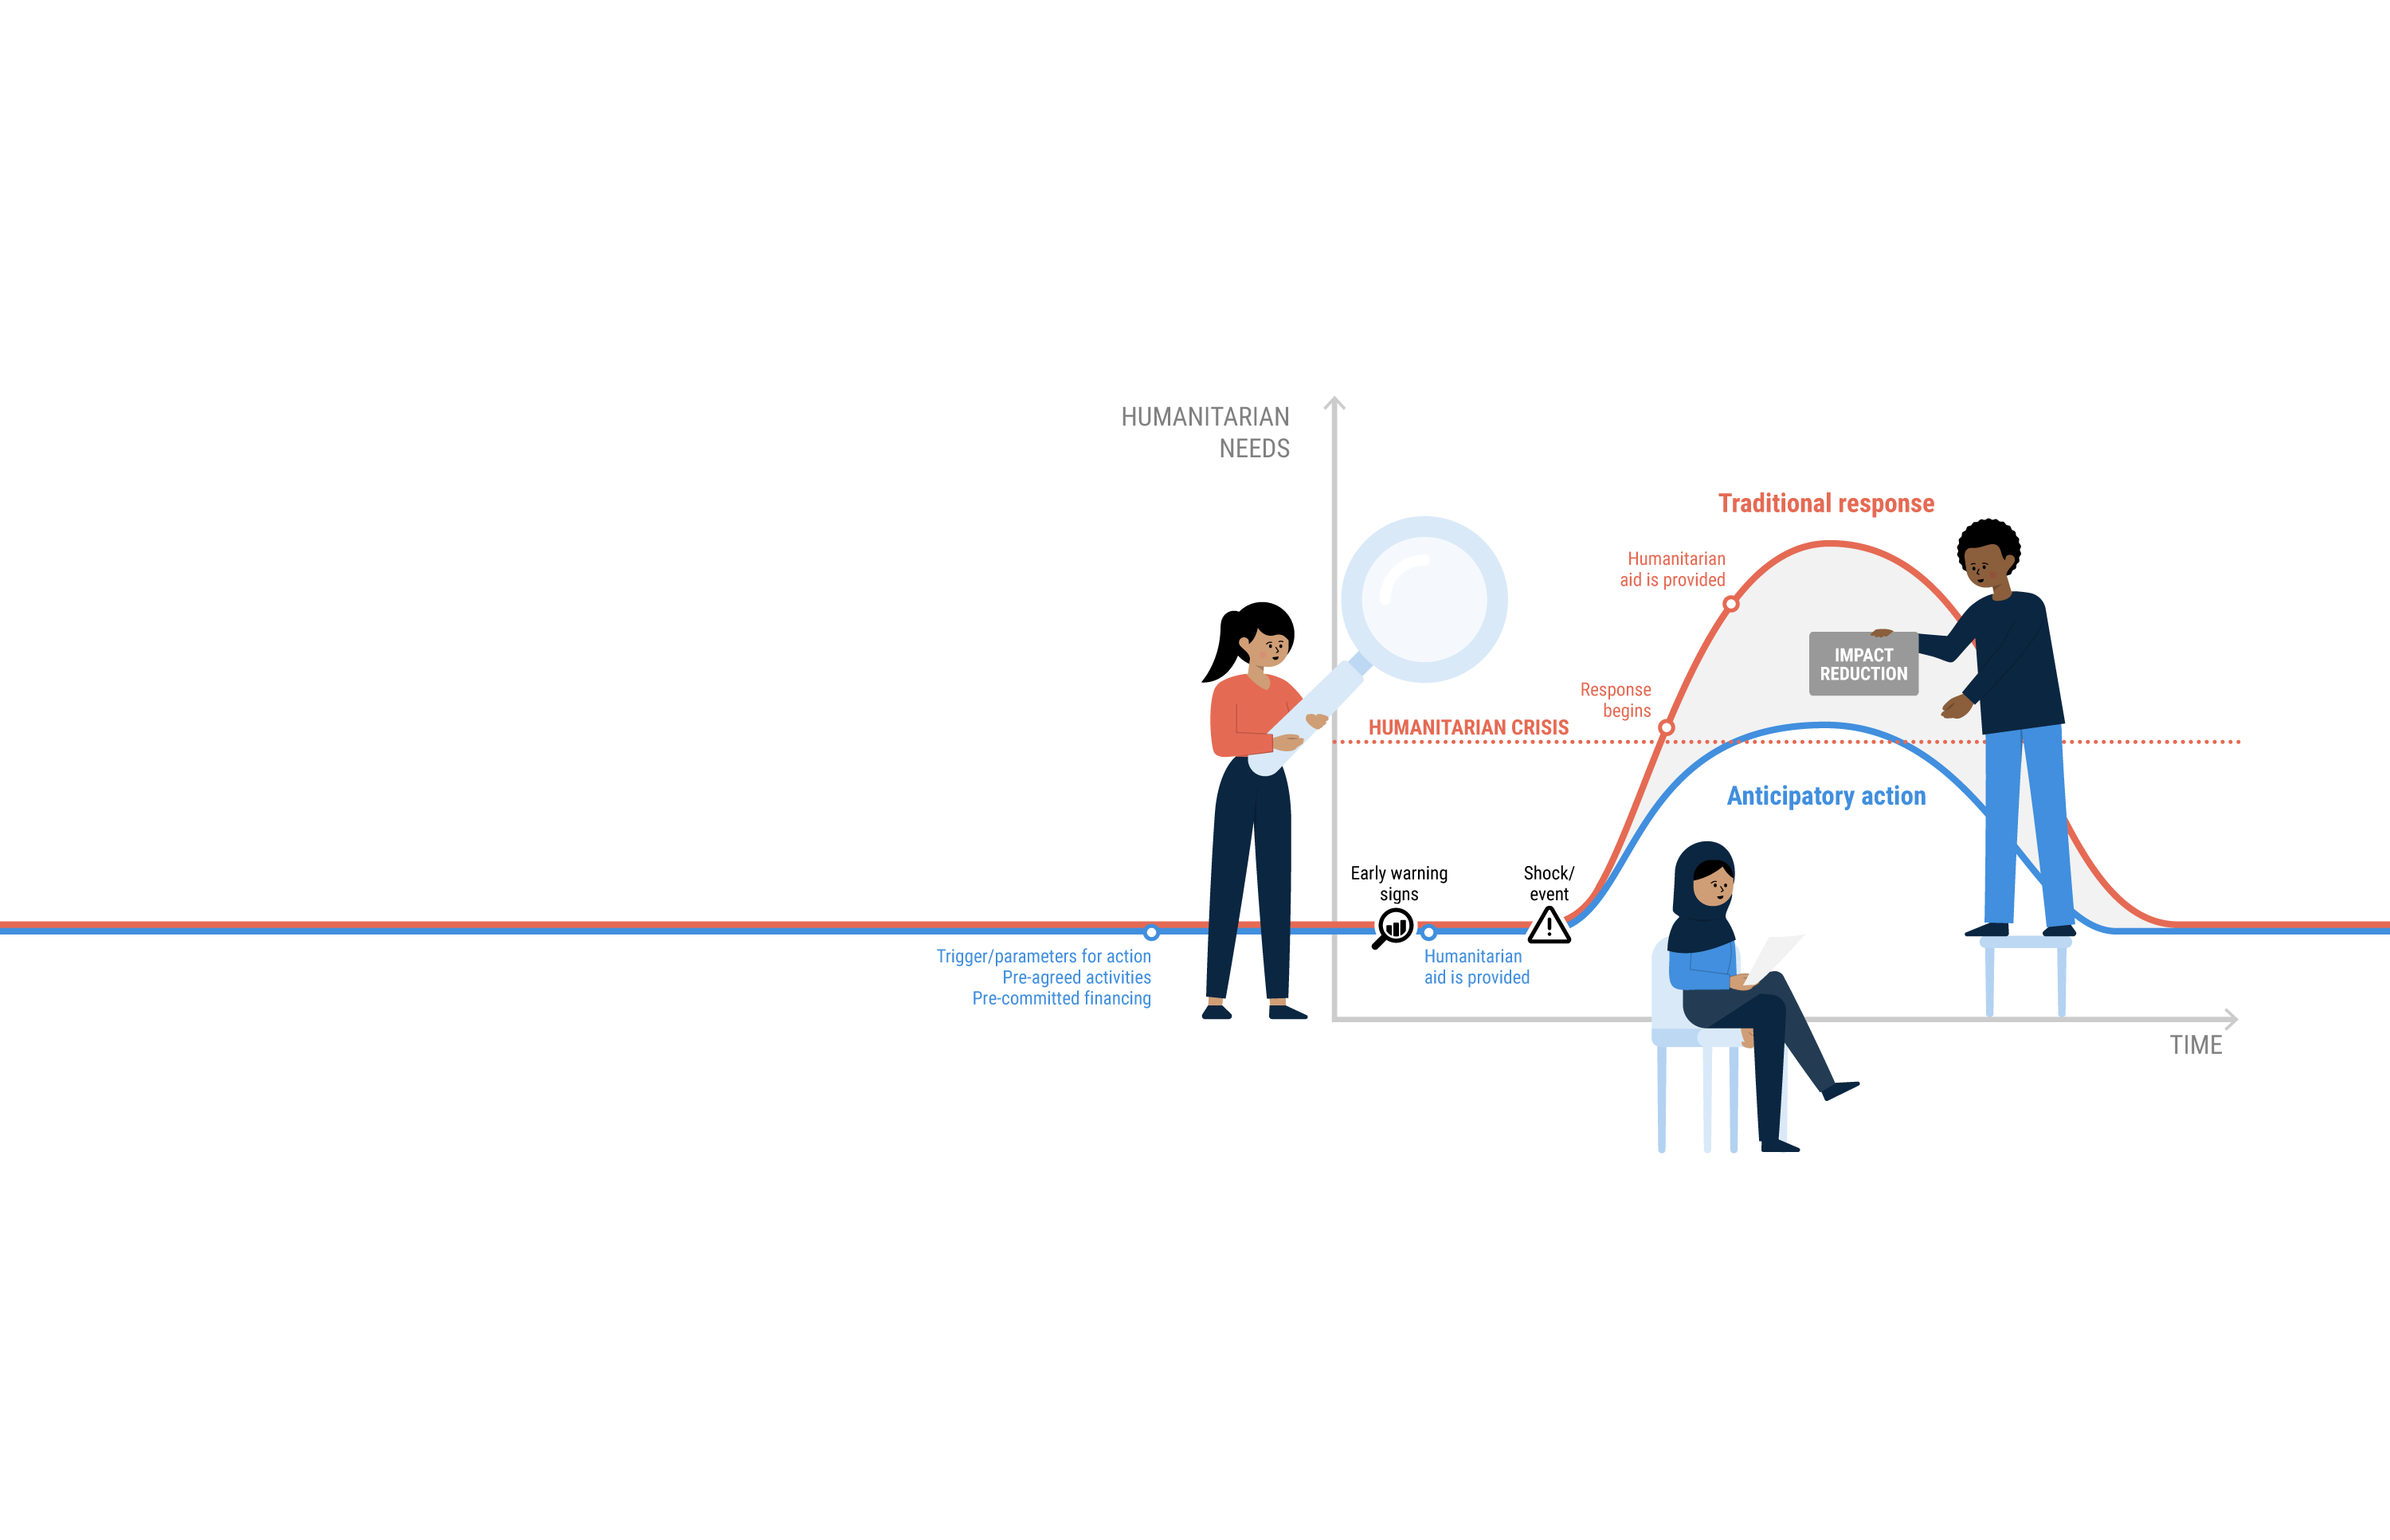 HUMANITARIAN
NEEDS
Traditional response
Humanitarian
aid is provided
IMPACT
REDUCTION
Response
begins
HUMANITARIAN CRISIS
Anticipatory action
Early warning
signs
Shock/
event
Trigger/parameters for action
Pre-agreed activities
Pre-committed financing
Humanitarian
aid is provided
TIME